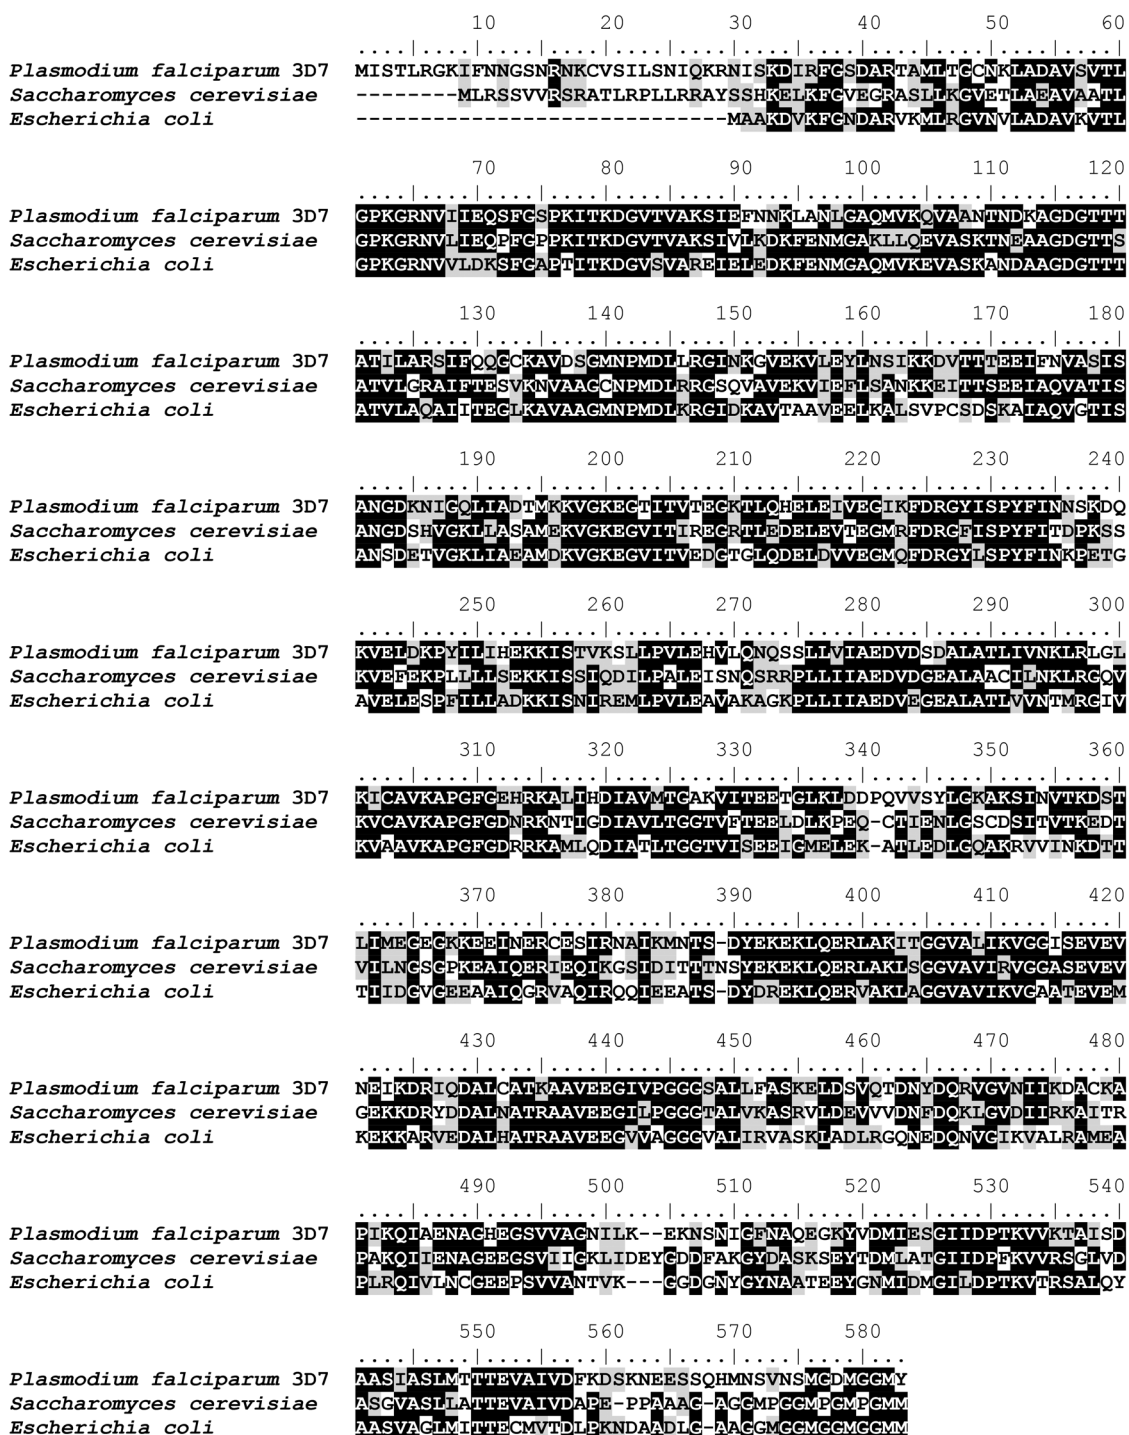 10 20 30 40 50 60
....|....|....|....|....|....|....|....|....|....|....|....|
Plasmodium falciparum 3D7 MISTLRGKIFNNGSNRNKCVSILSNIQKRNISKDIRFGSDARTAMLTGCNKLADAVSVTL
Saccharomyces cerevisiae --------MLRSSVVRSRATLRPLLRRAYSSHKELKFGVEGRASLLKGVETLAEAVAATL
Escherichia coli -----------------------------MAAKDVKFGNDARVKMLRGVNVLADAVKVTL
70 80 90 100 110 120
....|....|....|....|....|....|....|....|....|....|....|....|
Plasmodium falciparum 3D7 GPKGRNVIIEQSFGSPKITKDGVTVAKSIEFNNKLANLGAQMVKQVAANTNDKAGDGTTT
Saccharomyces cerevisiae GPKGRNVLIEQPFGPPKITKDGVTVAKSIVLKDKFENMGAKLLQEVASKTNEAAGDGTTS
Escherichia coli GPKGRNVVLDKSFGAPTITKDGVSVAREIELEDKFENMGAQMVKEVASKANDAAGDGTTT
130 140 150 160 170 180
....|....|....|....|....|....|....|....|....|....|....|....|
Plasmodium falciparum 3D7 ATILARSIFQQGCKAVDSGMNPMDLLRGINKGVEKVLEYLNSIKKDVTTTEEIFNVASIS
Saccharomyces cerevisiae ATVLGRAIFTESVKNVAAGCNPMDLRRGSQVAVEKVIEFLSANKKEITTSEEIAQVATIS
Escherichia coli ATVLAQAIITEGLKAVAAGMNPMDLKRGIDKAVTAAVEELKALSVPCSDSKAIAQVGTIS
190 200 210 220 230 240
....|....|....|....|....|....|....|....|....|....|....|....|
Plasmodium falciparum 3D7 ANGDKNIGQLIADTMKKVGKEGTITVTEGKTLQHELEIVEGIKFDRGYISPYFINNSKDQ
Saccharomyces cerevisiae ANGDSHVGKLLASAMEKVGKEGVITIREGRTLEDELEVTEGMRFDRGFISPYFITDPKSS
Escherichia coli ANSDETVGKLIAEAMDKVGKEGVITVEDGTGLQDELDVVEGMQFDRGYLSPYFINKPETG
250 260 270 280 290 300
....|....|....|....|....|....|....|....|....|....|....|....|
Plasmodium falciparum 3D7 KVELDKPYILIHEKKISTVKSLLPVLEHVLQNQSSLLVIAEDVDSDALATLIVNKLRLGL
Saccharomyces cerevisiae KVEFEKPLLLLSEKKISSIQDILPALEISNQSRRPLLIIAEDVDGEALAACILNKLRGQV
Escherichia coli AVELESPFILLADKKISNIREMLPVLEAVAKAGKPLLIIAEDVEGEALATLVVNTMRGIV
310 320 330 340 350 360
....|....|....|....|....|....|....|....|....|....|....|....|
Plasmodium falciparum 3D7 KICAVKAPGFGEHRKALIHDIAVMTGAKVITEETGLKLDDPQVVSYLGKAKSINVTKDST
Saccharomyces cerevisiae KVCAVKAPGFGDNRKNTIGDIAVLTGGTVFTEELDLKPEQ-CTIENLGSCDSITVTKEDT
Escherichia coli KVAAVKAPGFGDRRKAMLQDIATLTGGTVISEEIGMELEK-ATLEDLGQAKRVVINKDTT
370 380 390 400 410 420
....|....|....|....|....|....|....|....|....|....|....|....|
Plasmodium falciparum 3D7 LIMEGEGKKEEINERCESIRNAIKMNTS-DYEKEKLQERLAKITGGVALIKVGGISEVEV
Saccharomyces cerevisiae VILNGSGPKEAIQERIEQIKGSIDITTTNSYEKEKLQERLAKLSGGVAVIRVGGASEVEV
Escherichia coli TIIDGVGEEAAIQGRVAQIRQQIEEATS-DYDREKLQERVAKLAGGVAVIKVGAATEVEM
430 440 450 460 470 480
....|....|....|....|....|....|....|....|....|....|....|....|
Plasmodium falciparum 3D7 NEIKDRIQDALCATKAAVEEGIVPGGGSALLFASKELDSVQTDNYDQRVGVNIIKDACKA
Saccharomyces cerevisiae GEKKDRYDDALNATRAAVEEGILPGGGTALVKASRVLDEVVVDNFDQKLGVDIIRKAITR
Escherichia coli KEKKARVEDALHATRAAVEEGVVAGGGVALIRVASKLADLRGQNEDQNVGIKVALRAMEA
490 500 510 520 530 540
....|....|....|....|....|....|....|....|....|....|....|....|
Plasmodium falciparum 3D7 PIKQIAENAGHEGSVVAGNILK--EKNSNIGFNAQEGKYVDMIESGIIDPTKVVKTAISD
Saccharomyces cerevisiae PAKQIIENAGEEGSVIIGKLIDEYGDDFAKGYDASKSEYTDMLATGIIDPFKVVRSGLVD
Escherichia coli PLRQIVLNCGEEPSVVANTVK---GGDGNYGYNAATEEYGNMIDMGILDPTKVTRSALQY
550 560 570 580
....|....|....|....|....|....|....|....|...
Plasmodium falciparum 3D7 AASIASLMTTTEVAIVDFKDSKNEESSQHMNSVNSMGDMGGMY
Saccharomyces cerevisiae ASGVASLLATTEVAIVDAPE-PPAAAG-AGGMPGGMPGMPGMM
Escherichia coli AASVAGLMITTECMVTDLPKNDAADLG-AAGGMGGMGGMGGMM